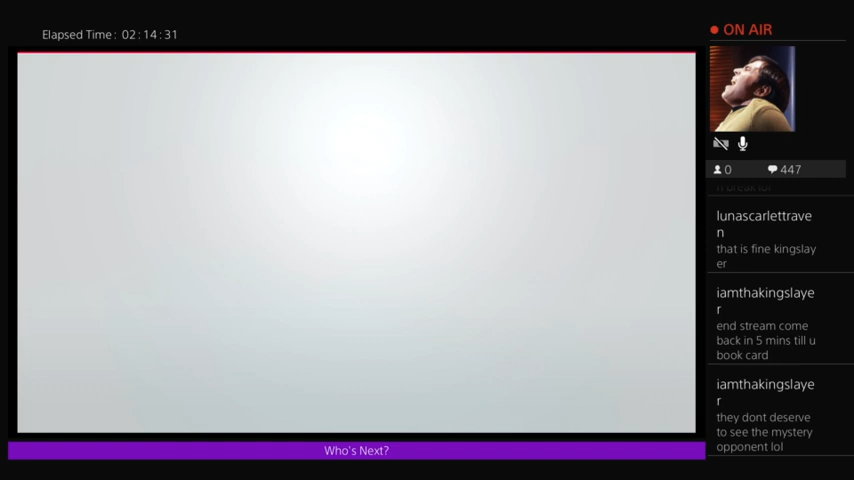 Elapsed Time: 02:14:31
ON AIR
0
447
lunascarlettrave
n
that is fine kingslay
er
iamthakingslaye
r
end stream come
back in 5 mins till u
book card
iamthakingslaye
r
they dont deserve
to see the mystery
opponent lol
Who's Next?